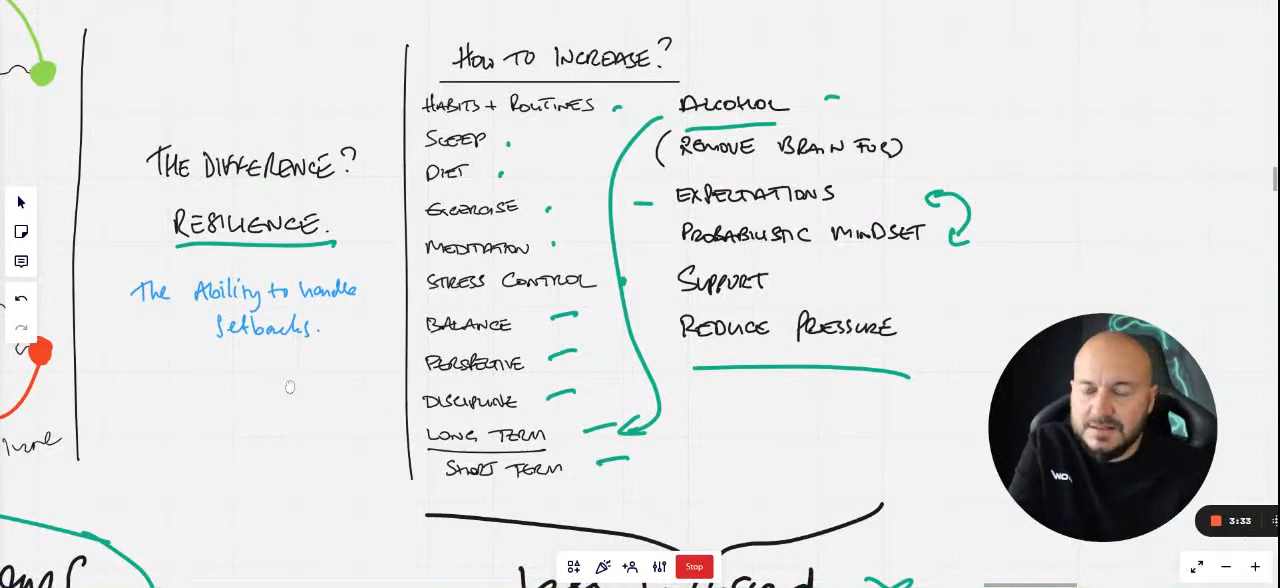 THE DIFFERENCE?
RESILIENCE.
The Ability to handle
Setbacks.
HOW TO INCREASE?
HABITS + ROUTINES
SLEEP
DIET
EXERCISE
MEDITATION
STRESS CONTROL
BALANCE
PERSPECTIVE
DISCIPLINE
LONG TERM
SHORT TERM
ALCOHOL
(REMOVE BRAIN FOG)
EXPECTATIONS
PROBABILISTIC MINDSET
SUPPORT
REDUCE PRESSURE
Stop
3:33